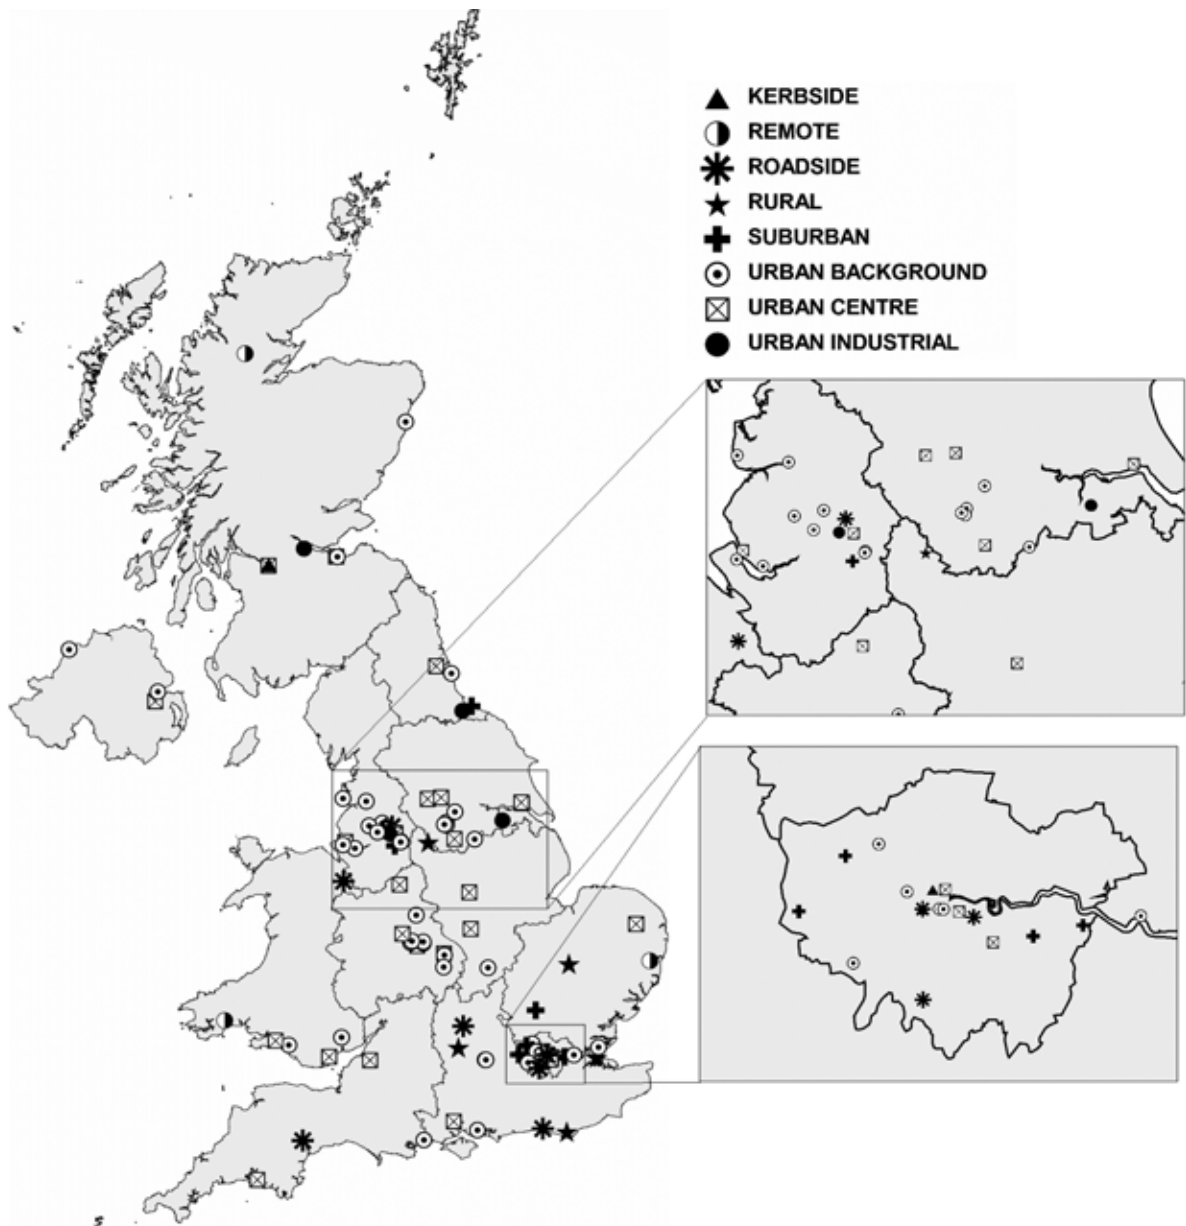 KERBSIDE
REMOTE
ROADSIDE
RURAL
SUBURBAN
URBAN BACKGROUND
URBAN CENTRE
URBAN INDUSTRIAL